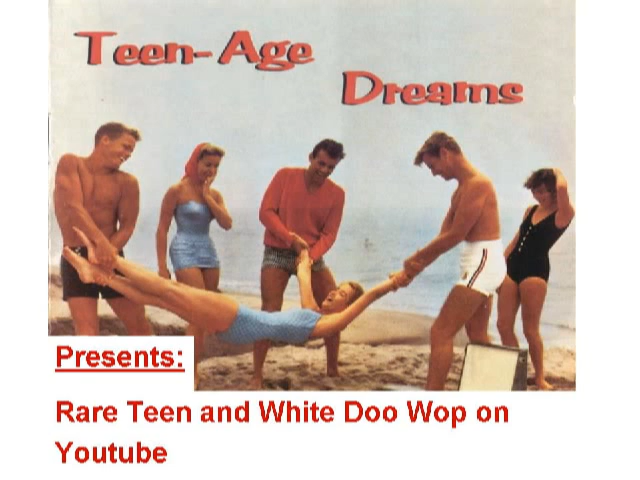 Teen-Age
Dreams
Presents:
Rare Teen and White Doo Wop on
Youtube